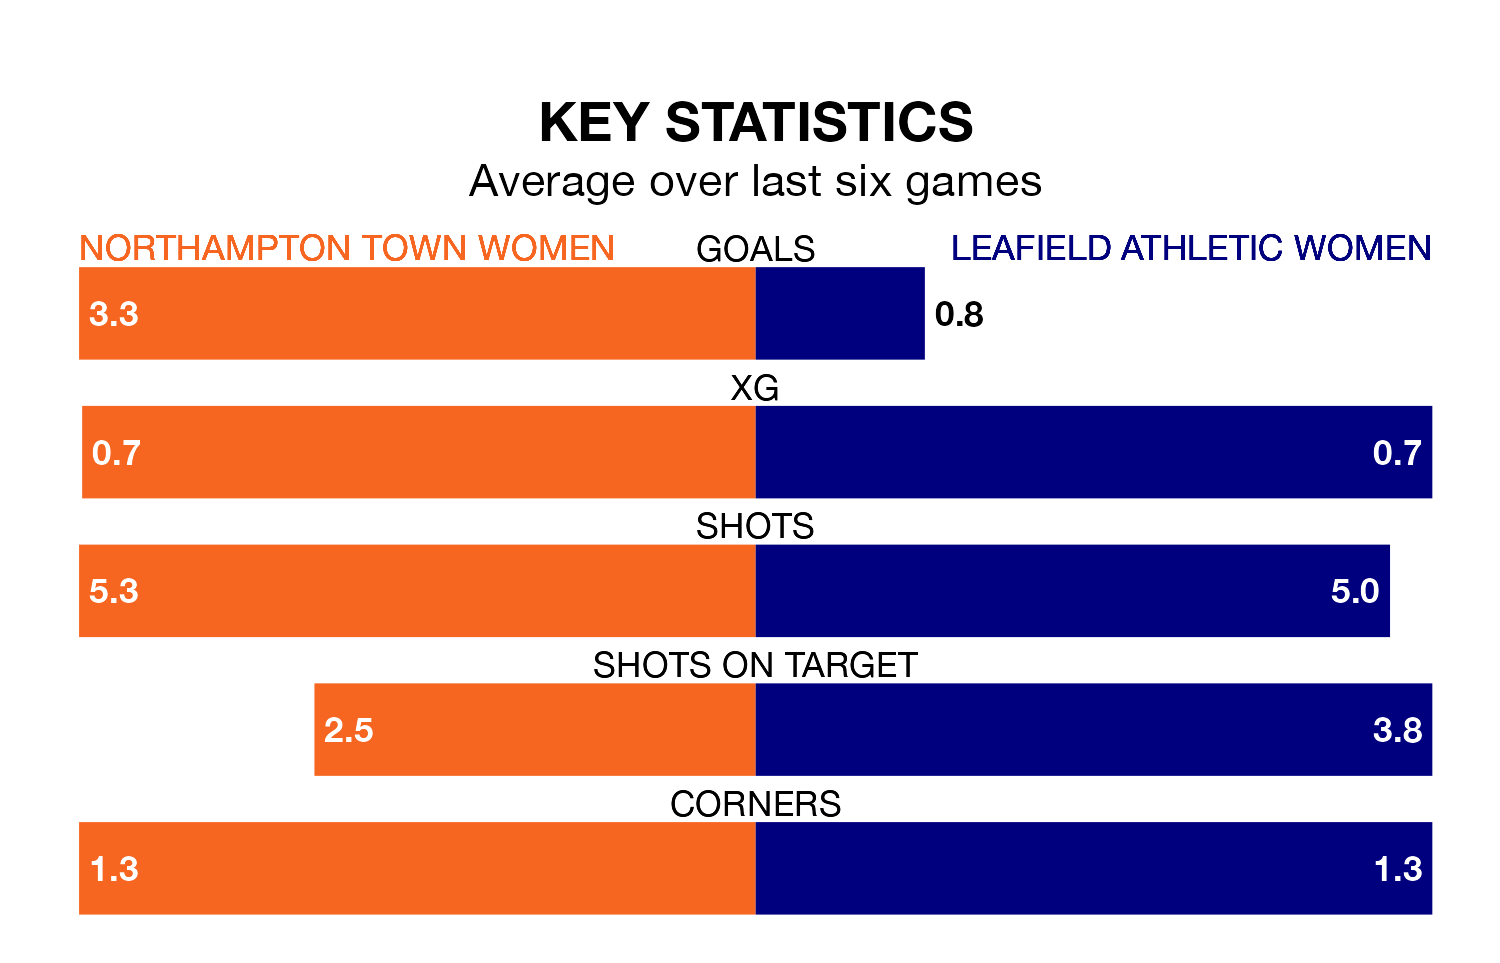 KEY STATISTICS
Average over last six games
NORTHAMPTON TOWN WOMEN GOALS LEAFIELD ATHLETIC WOMEN
3.3 0.8
XG
0.7 0.7
SHOTS
5.3 5.0
SHOTS ON TARGET
2.5 3.8
CORNERS
1.3 1.3